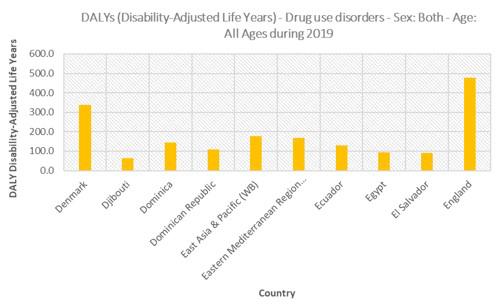 DALYs (Disability-Adjusted Life Years) - Drug use disorders - Sex: Both - Age:
All Ages during 2019
DALY Disability-Adjusted Life Years
600.0
500.0
400.0
300.0
200.0
100.0
0.0
Denmark
Djibouti
Dominica
Dominican Republic
East Asia & Pacific (WB)
Eastern Mediterranean Region...
Ecuador
Egypt
El Salvador
England
Country